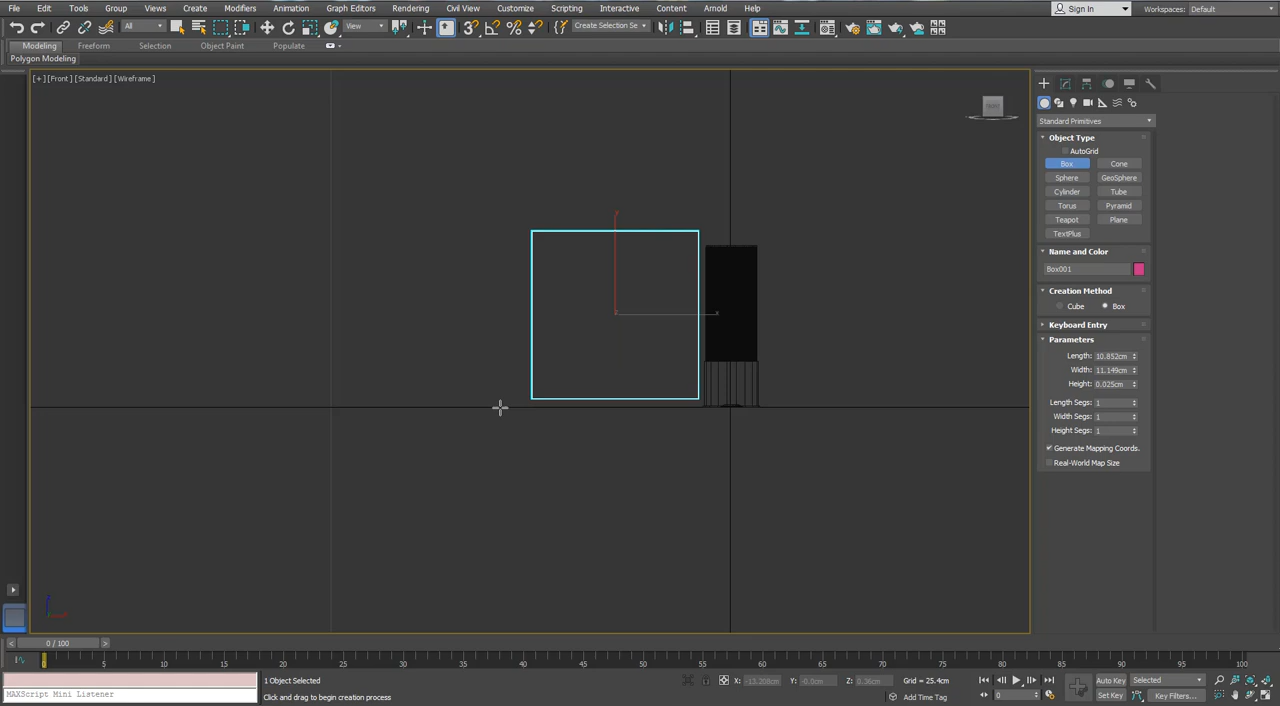 File Edit Tools Group Views Create Modifiers Animation Graph Editors Rendering Civil View Customize Scripting Interactive Content Arnold Help Sign In Workspaces: Default
All View Create Selection Se
Modeling Freeform Selection Object Paint Populate
Polygon Modeling
[+] [Front] [Standard] [Wireframe]
FRONT
Standard Primitives
Object Type
AutoGrid
Box Cone
Sphere GeoSphere
Cylinder Tube
Torus Pyramid
Teapot Plane
TextPlus
Name and Color
Box001
Creation Method
Cube Box
Keyboard Entry
Parameters
Length: 10.852cm
Width: 11.149cm
Height: 0.025cm
Length Segs: 1
Width Segs: 1
Height Segs: 1
Generate Mapping Coords.
Real-World Map Size
0 / 100
0 5 10 15 20 25 30 35 40 45 50 55 60 65 70 75 80 85 90 95 100
1 Object Selected X: -13.208cm Y: -0.0cm Z: 0.36cm Grid = 25.4cm Auto Key Selected
MAXScript Mini Listener Click and drag to begin creation process Add Time Tag 0 Set Key Key Filters...